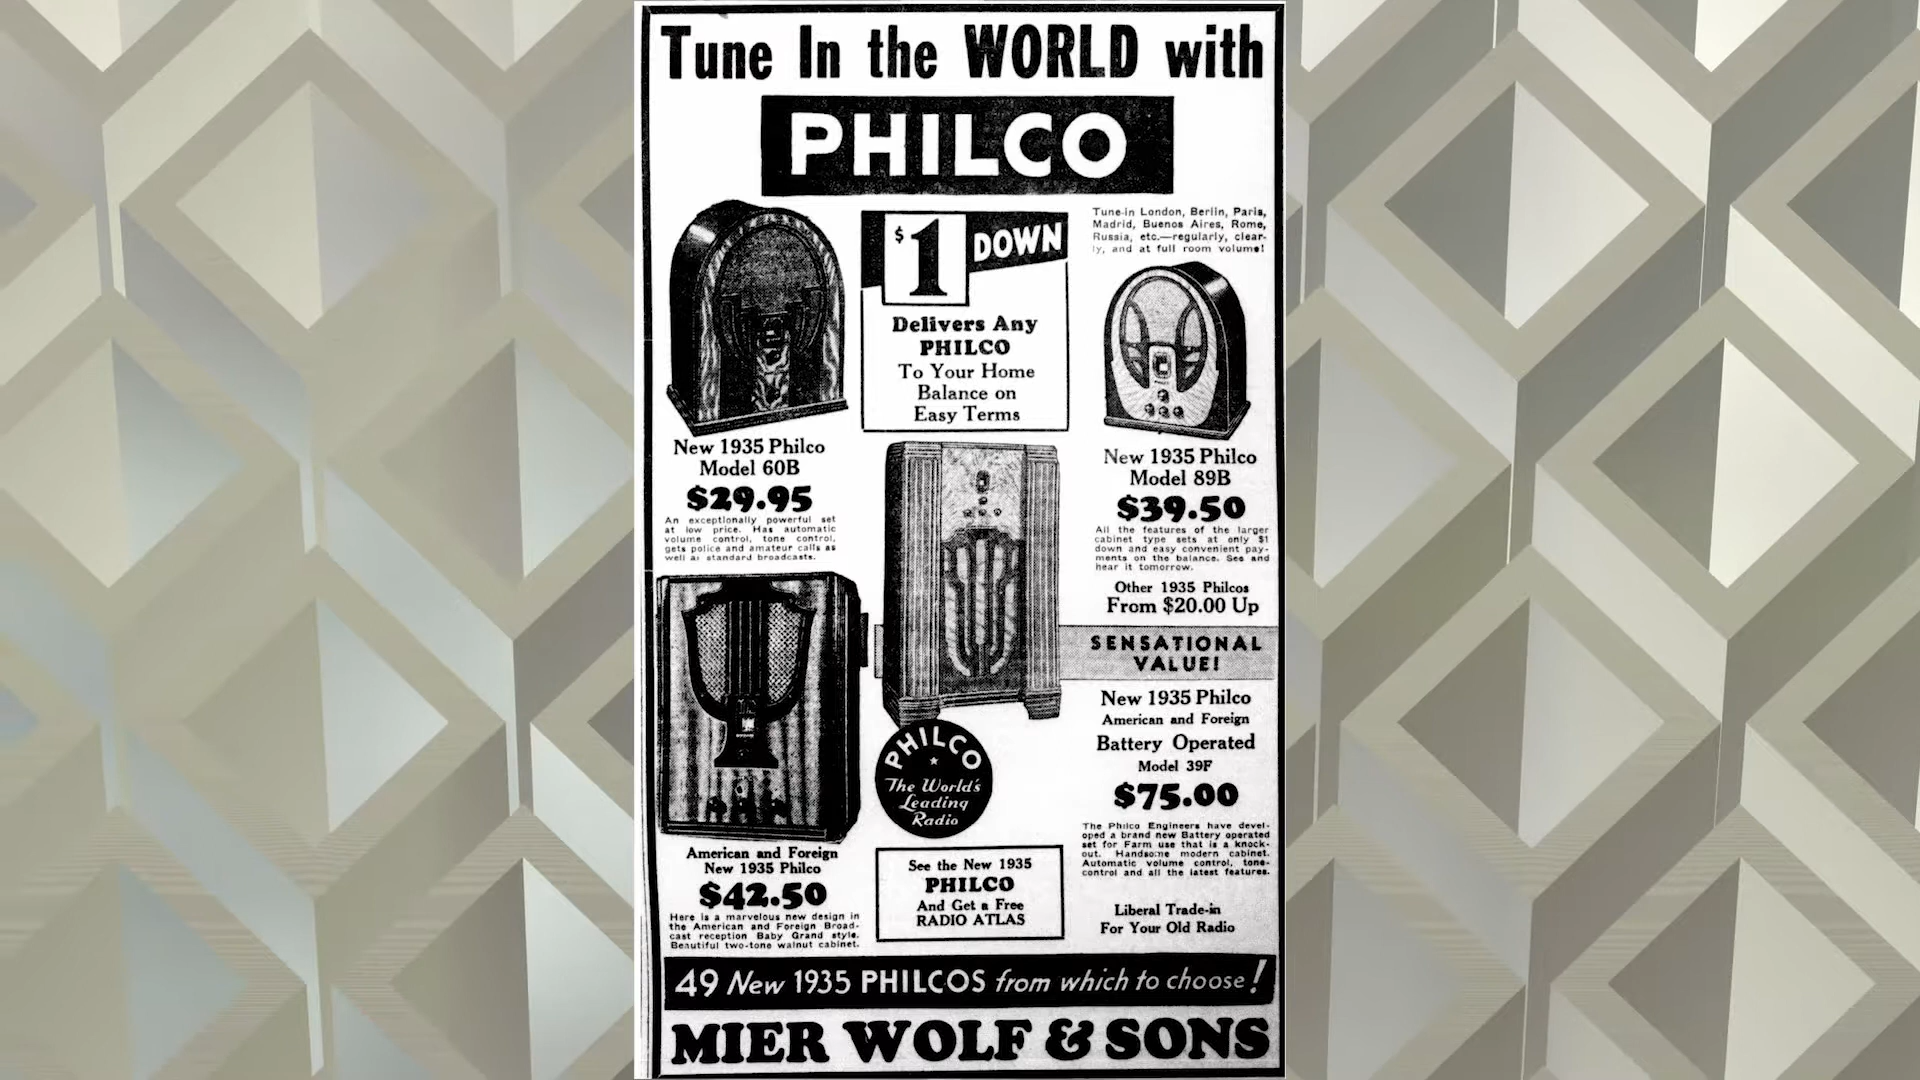 Tune In the WORLD with
PHILCO
$1 DOWN
Delivers Any
PHILCO
To Your Home
Balance on
Easy Terms
Tune-in London, Berlin, Paris,
Madrid, Buenos Aires, Rome,
Russia, etc.—regularly, clear-
ly, and at full room volume!
New 1935 Philco
Model 60B
$29.95
An exceptionally powerful set
at low price. Has automatic
volume control, tone control,
gets police and amateur calls as
well as standard broadcasts.
New 1935 Philco
Model 89B
$39.50
All the features of the larger
cabinet type sets at only $1
down and easy convenient pay-
ments on the balance. See and
hear it tomorrow.
Other 1935 Philcos
From $20.00 Up
SENSATIONAL
VALUE!
New 1935 Philco
American and Foreign
Battery Operated
Model 39F
$75.00
The Philco Engineers have devel-
oped a brand new Battery operated
set for Farm use that is a knock-
out. Handsome modern cabinet.
Automatic volume control, tone-
control and all the latest features.
Liberal Trade-in
For Your Old Radio
American and Foreign
New 1935 Philco
$42.50
Here is a marvelous new design in
the American and Foreign Broad-
cast reception Baby Grand style.
Beautiful two-tone walnut cabinet.
PHILCO
The World's
Leading
Radio
See the New 1935
PHILCO
And Get a Free
RADIO ATLAS
49 New 1935 PHILCOS from which to choose!
MIER WOLF & SONS